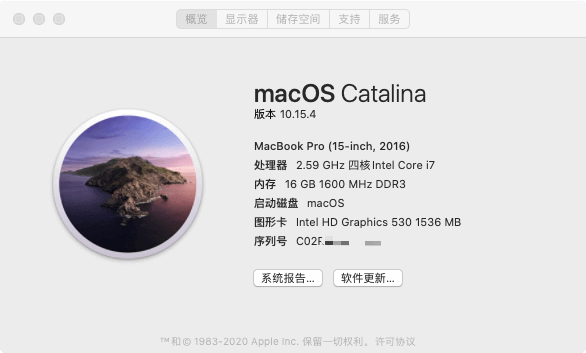 概览 显示器 储存空间 支持 服务
macOS Catalina
版本 10.15.4
MacBook Pro (15-inch, 2016)
处理器 2.59 GHz 四核Intel Core i7
内存 16 GB 1600 MHz DDR3
启动磁盘 macOS
图形卡 Intel HD Graphics 530 1536 MB
序列号 C02F
系统报告... 软件更新...
™和© 1983-2020 Apple Inc. 保留一切权利。许可协议